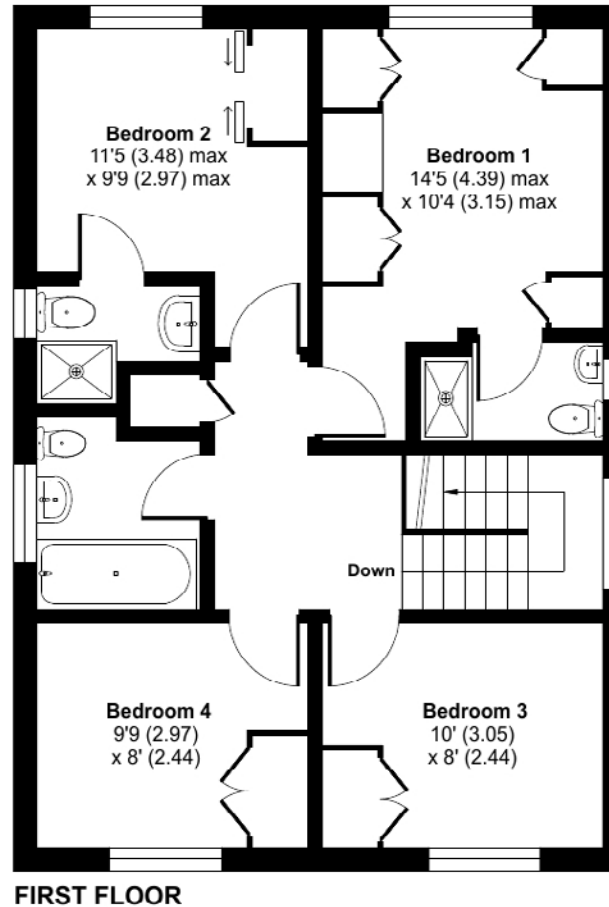 Bedroom 2
11'5 (3.48) max
x 9'9 (2.97) max
Bedroom 1
14'5 (4.39) max
x 10'4 (3.15) max
Down
Bedroom 4
9'9 (2.97)
x 8' (2.44)
Bedroom 3
10' (3.05)
x 8' (2.44)
FIRST FLOOR